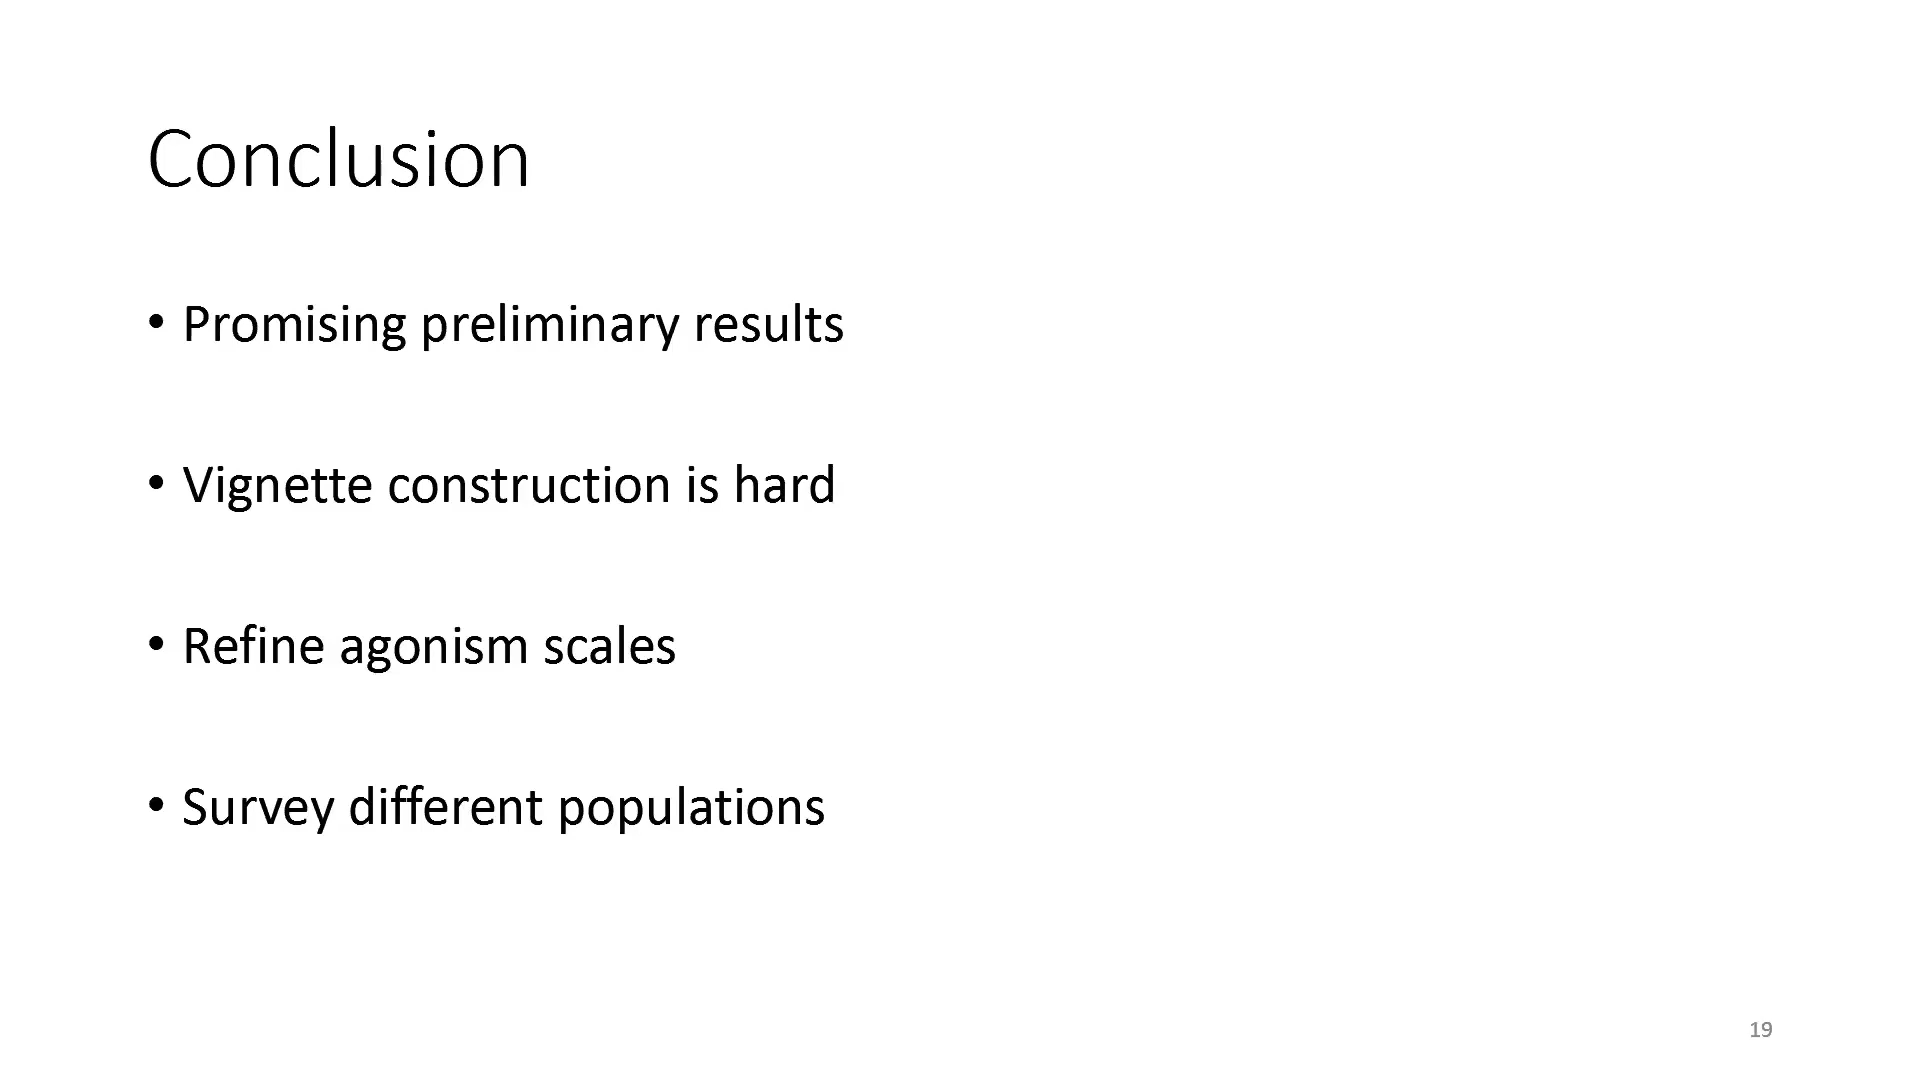 Conclusion
• Promising preliminary results
• Vignette construction is hard
• Refine agonism scales
• Survey different populations
19